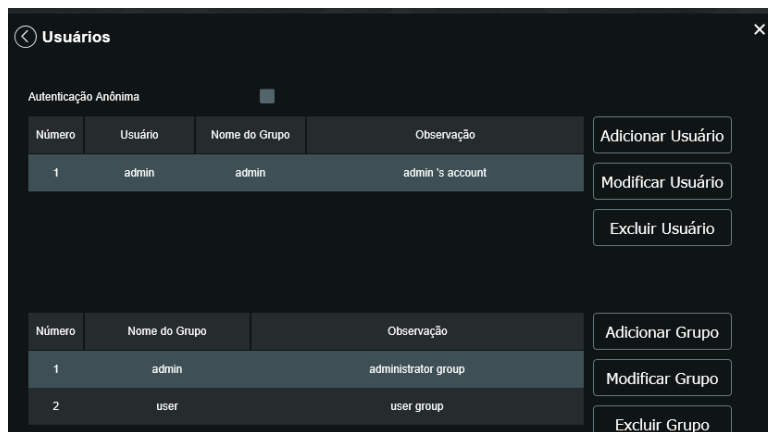 Usuários
×
Autenticação Anônima
Número Usuário Nome do Grupo Observação
1 admin admin admin 's account
Adicionar Usuário
Modificar Usuário
Excluir Usuário
Número Nome do Grupo Observação
1 admin administrator group
2 user user group
Adicionar Grupo
Modificar Grupo
Excluir Grupo